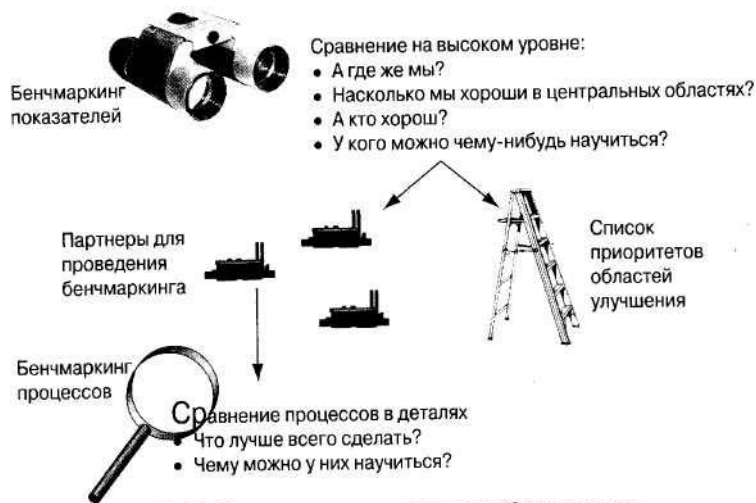 Бенчмаркинг
показателей
Сравнение на высоком уровне:
• А где же мы?
• Насколько мы хороши в центральных областях?
• А кто хорош?
• У кого можно чему-нибудь научиться?
Партнеры для
проведения
бенчмаркинга
Список
приоритетов
областей
улучшения
Бенчмаркинг
процессов
Сравнение процессов в деталях
• Что лучше всего сделать?
• Чему можно у них научиться?